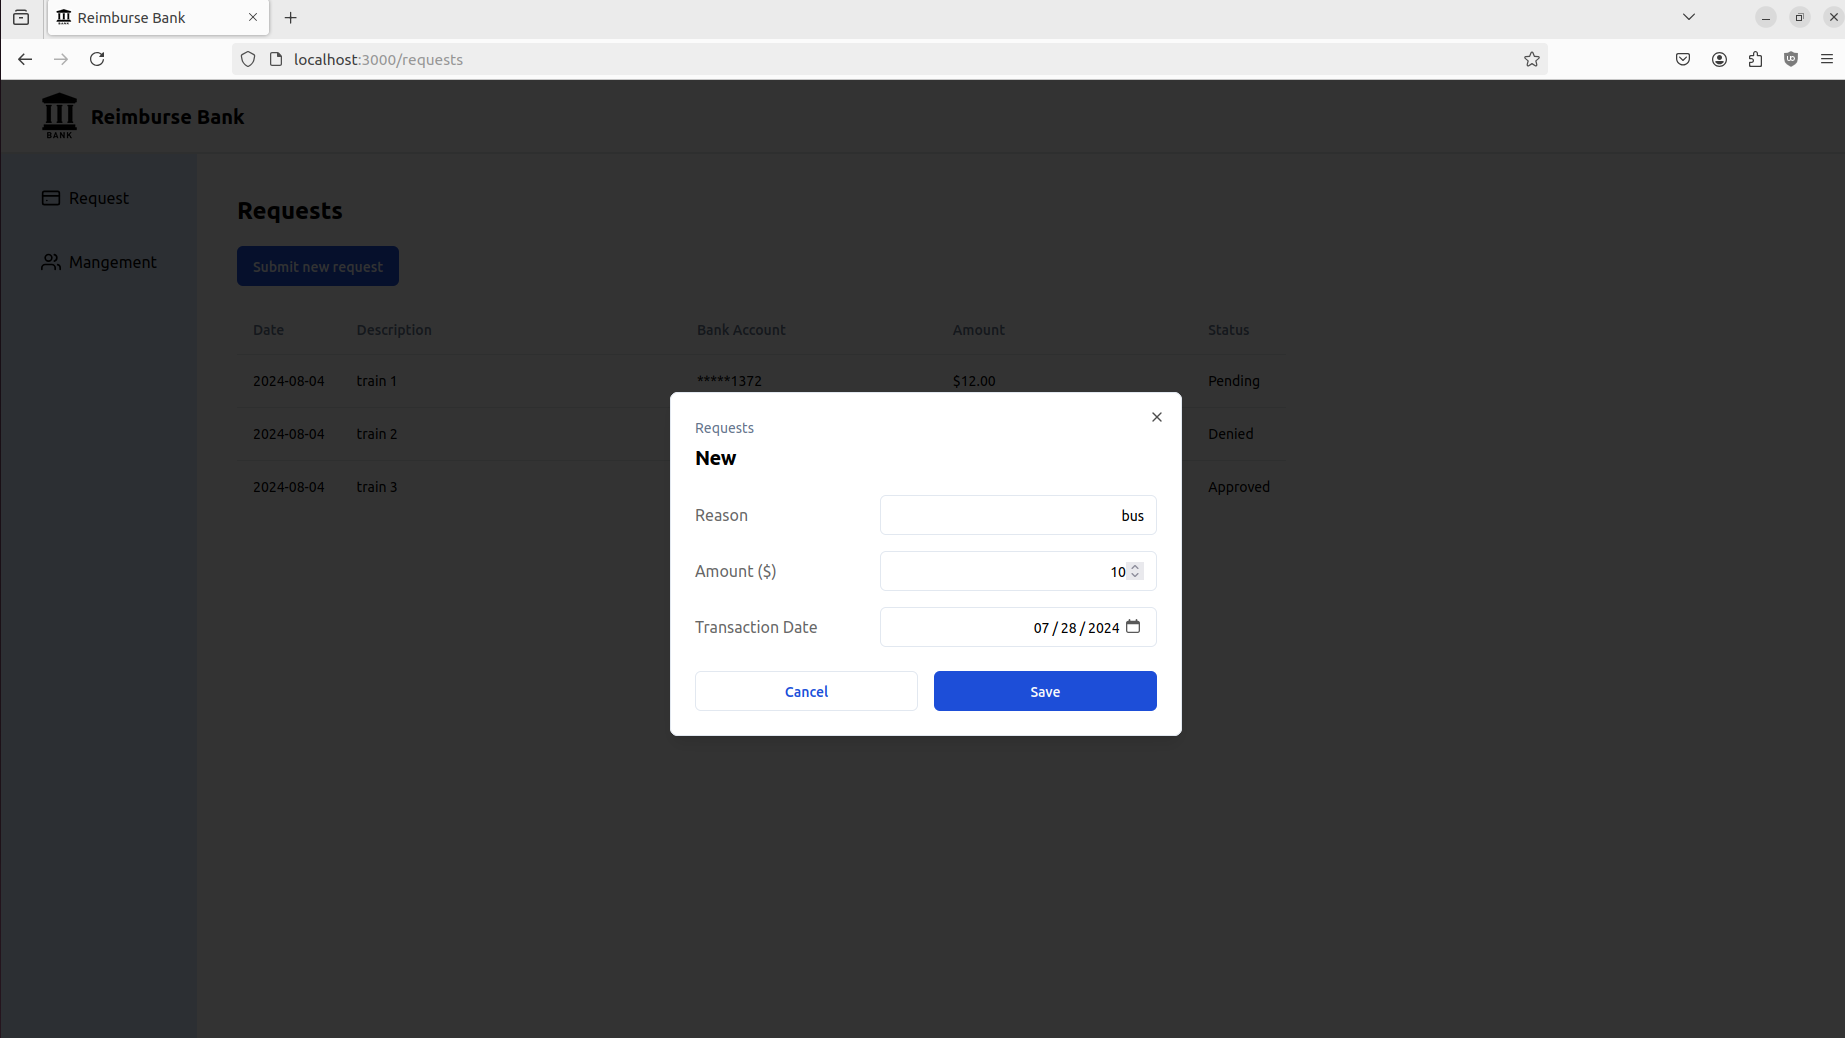 Reimburse Bank
localhost:3000/requests
BANK
Reimburse Bank
Request
Mangement
Requests
Submit new request
Date Description Bank Account Amount Status
2024-08-04 train 1 *****1372 $12.00 Pending
2024-08-04 train 2 Denied
2024-08-04 train 3 Approved
Requests
New
Reason bus
Amount ($) 10
Transaction Date 07 / 28 / 2024
Cancel Save